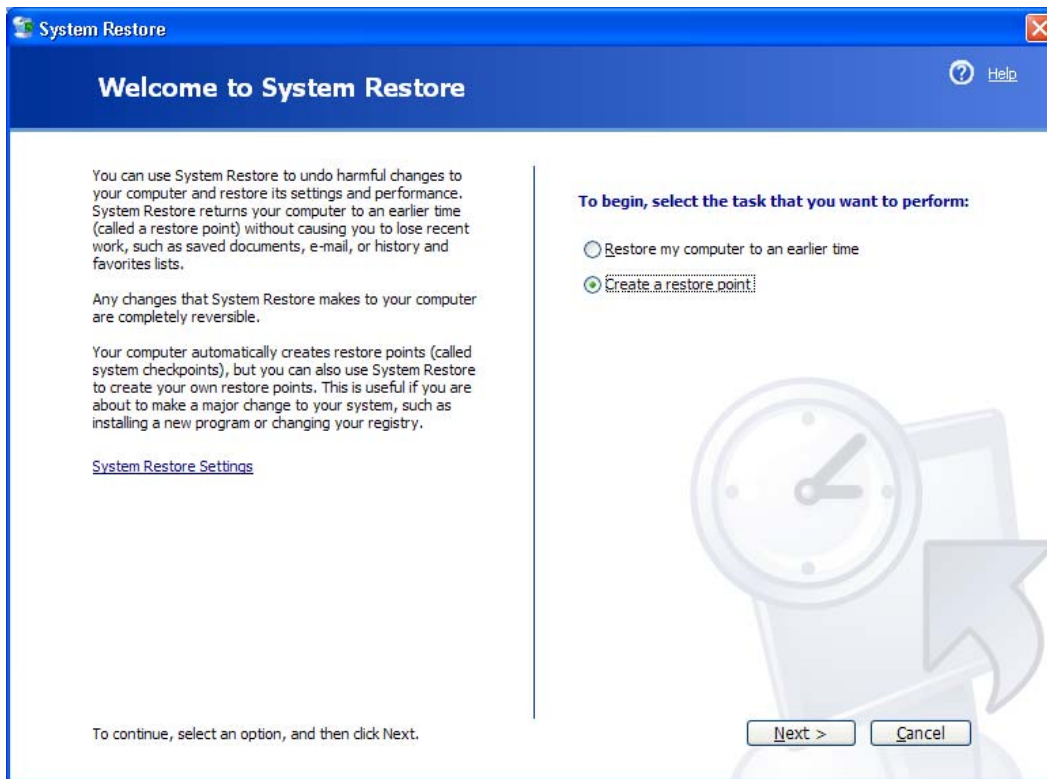 System Restore
Welcome to System Restore
Help
You can use System Restore to undo harmful changes to
your computer and restore its settings and performance.
System Restore returns your computer to an earlier time
(called a restore point) without causing you to lose recent
work, such as saved documents, e-mail, or history and
favorites lists.
Any changes that System Restore makes to your computer
are completely reversible.
Your computer automatically creates restore points (called
system checkpoints), but you can also use System Restore
to create your own restore points. This is useful if you are
about to make a major change to your system, such as
installing a new program or changing your registry.
System Restore Settings
To begin, select the task that you want to perform:
Restore my computer to an earlier time
Create a restore point
To continue, select an option, and then click Next.
Next >
Cancel